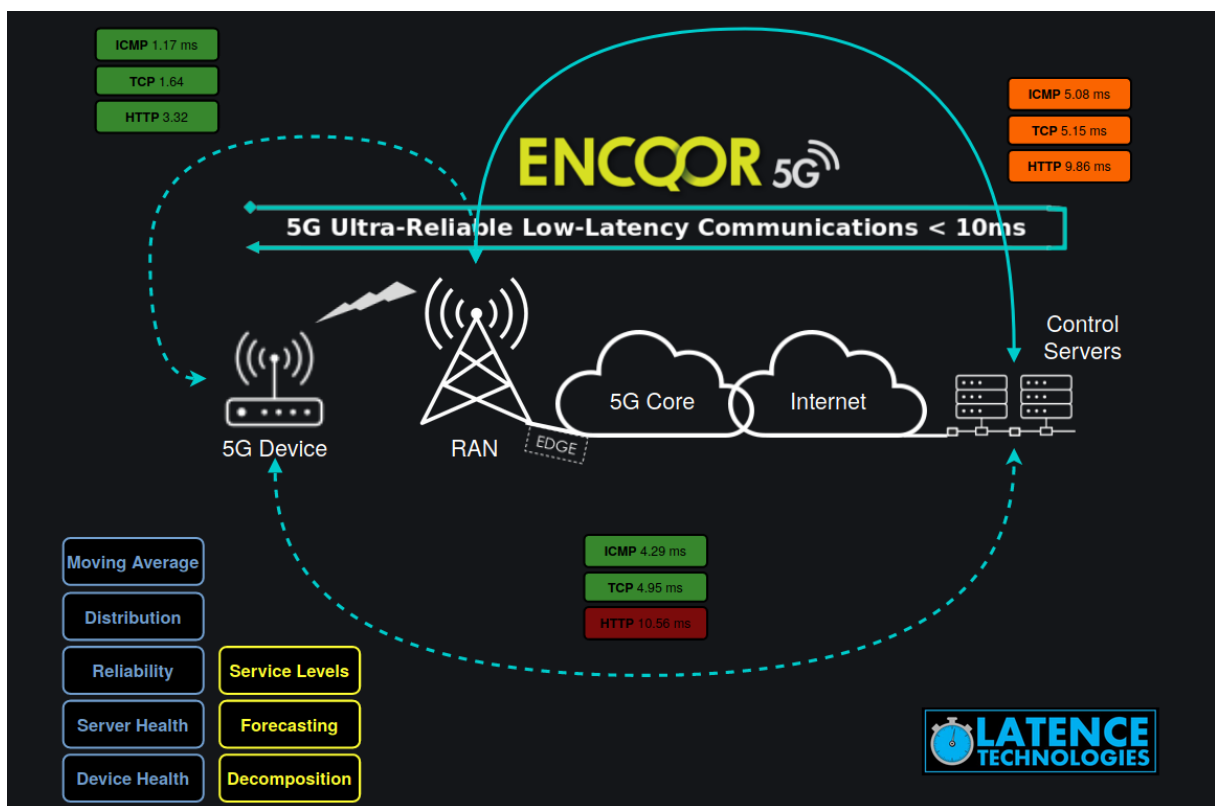 ICMP 1.17 ms
TCP 1.64
HTTP 3.32
ICMP 5.08 ms
TCP 5.15 ms
HTTP 9.86 ms
ENCQOR 5G
5G Ultra-Reliable Low-Latency Communications < 10ms
Control
Servers
5G Core
Internet
5G Device
RAN
EDGE
ICMP 4.29 ms
TCP 4.95 ms
HTTP 10.56 ms
Moving Average
Distribution
Reliability
Service Levels
Server Health
Forecasting
Device Health
Decomposition
LATENCE
TECHNOLOGIES